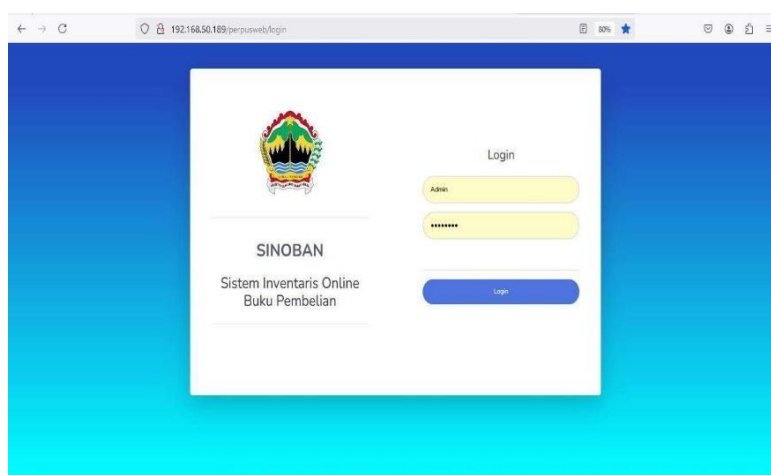 192.168.50.189/perpusweb/login
80%
Login
Admin
SINOBAN
Sistem Inventaris Online
Buku Pembelian
Login